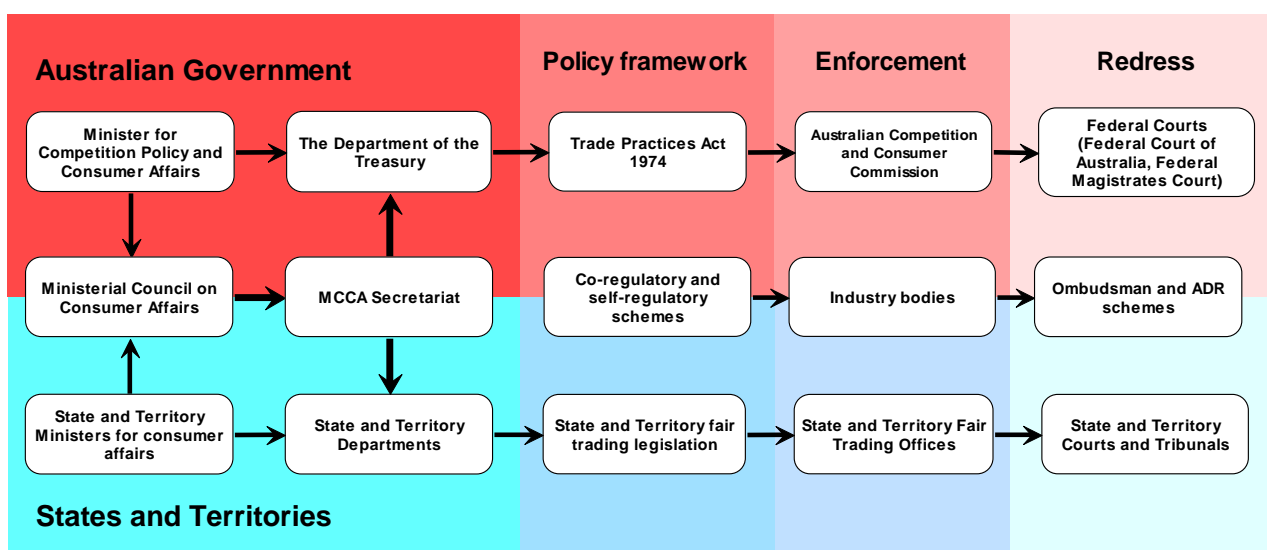 Australian Government
Policy framework
Enforcement
Redress
Minister for
Competition Policy and
Consumer Affairs
The Department of the
Treasury
Trade Practices Act
1974
Australian Competition
and Consumer
Commission
Federal Courts
(Federal Court of
Australia, Federal
Magistrates Court)
Ministerial Council on
Consumer Affairs
MCCA Secretariat
Co-regulatory and
self-regulatory
schemes
Industry bodies
Ombudsman and ADR
schemes
State and Territory
Ministers for consumer
affairs
State and Territory
Departments
State and Territory fair
trading legislation
State and Territory Fair
Trading Offices
State and Territory
Courts and Tribunals
States and Territories